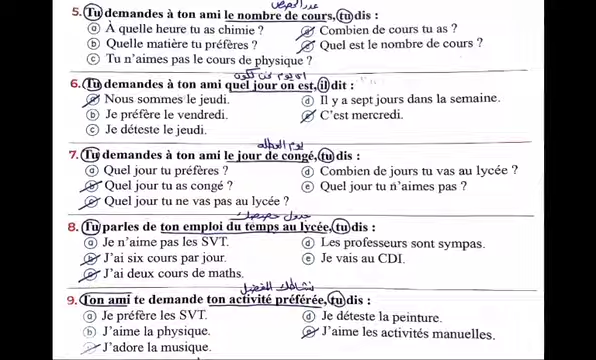 عدد الحصص
5. Tu demandes à ton ami le nombre de cours, tu dis :
ⓐ À quelle heure tu as chimie ? ⓓ Combien de cours tu as ?
ⓑ Quelle matière tu préfères ? ⓔ Quel est le nombre de cours ?
ⓒ Tu n'aimes pas le cours de physique ?
6. Tu demandes à ton ami quel jour on est, il dit :
ⓐ Nous sommes le jeudi. ⓓ Il y a sept jours dans la semaine.
ⓑ Je préfère le vendredi. ⓔ C'est mercredi.
ⓒ Je déteste le jeudi.
يوم العطلة
7. Tu demandes à ton ami le jour de congé, tu dis :
ⓐ Quel jour tu préfères ? ⓓ Combien de jours tu vas au lycée ?
ⓑ Quel jour tu as congé ? ⓔ Quel jour tu n'aimes pas ?
ⓒ Quel jour tu ne vas pas au lycée ?
جدول حصصك
8. Tu parles de ton emploi du temps au lycée, tu dis :
ⓐ Je n'aime pas les SVT. ⓓ Les professeurs sont sympas.
ⓑ J'ai six cours par jour. ⓔ Je vais au CDI.
ⓒ J'ai deux cours de maths.
نشاطك المفضل
9. Ton ami te demande ton activité préférée, tu dis :
ⓐ Je préfère les SVT. ⓓ Je déteste la peinture.
ⓑ J'aime la physique. ⓔ J'aime les activités manuelles.
ⓒ J'adore la musique.